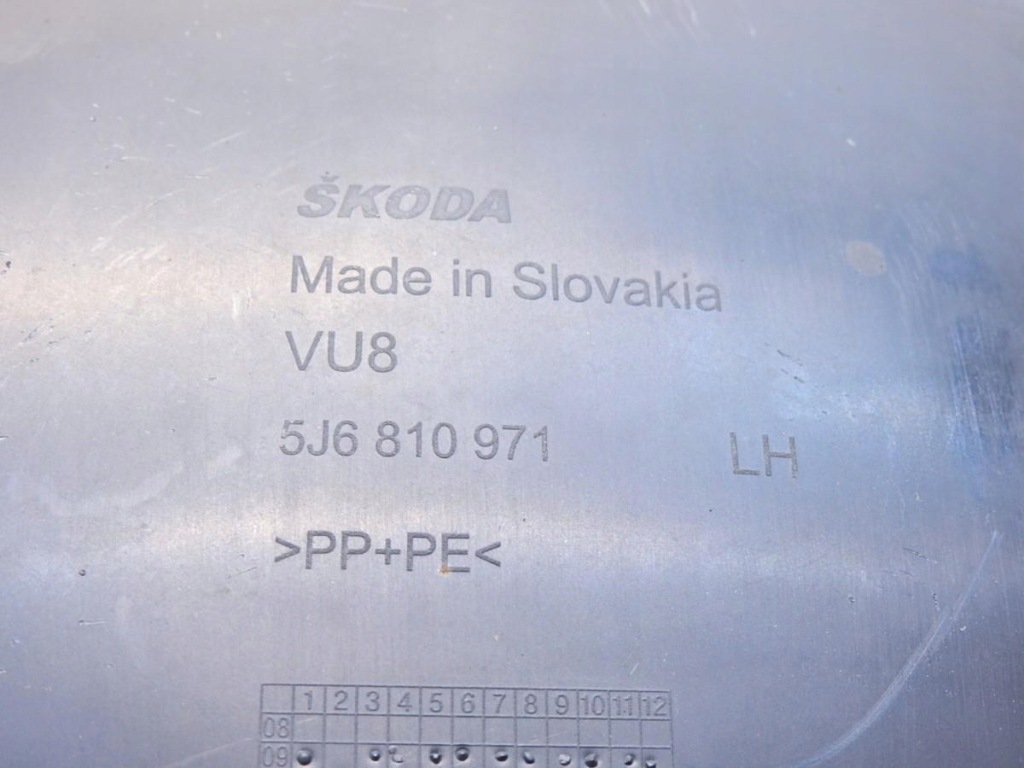 ŠKODA
Made in Slovakia
VU8
5J6 810 971 LH
>PP+PE<
1 2 3 4 5 6 7 8 9 10 11 12
08
09